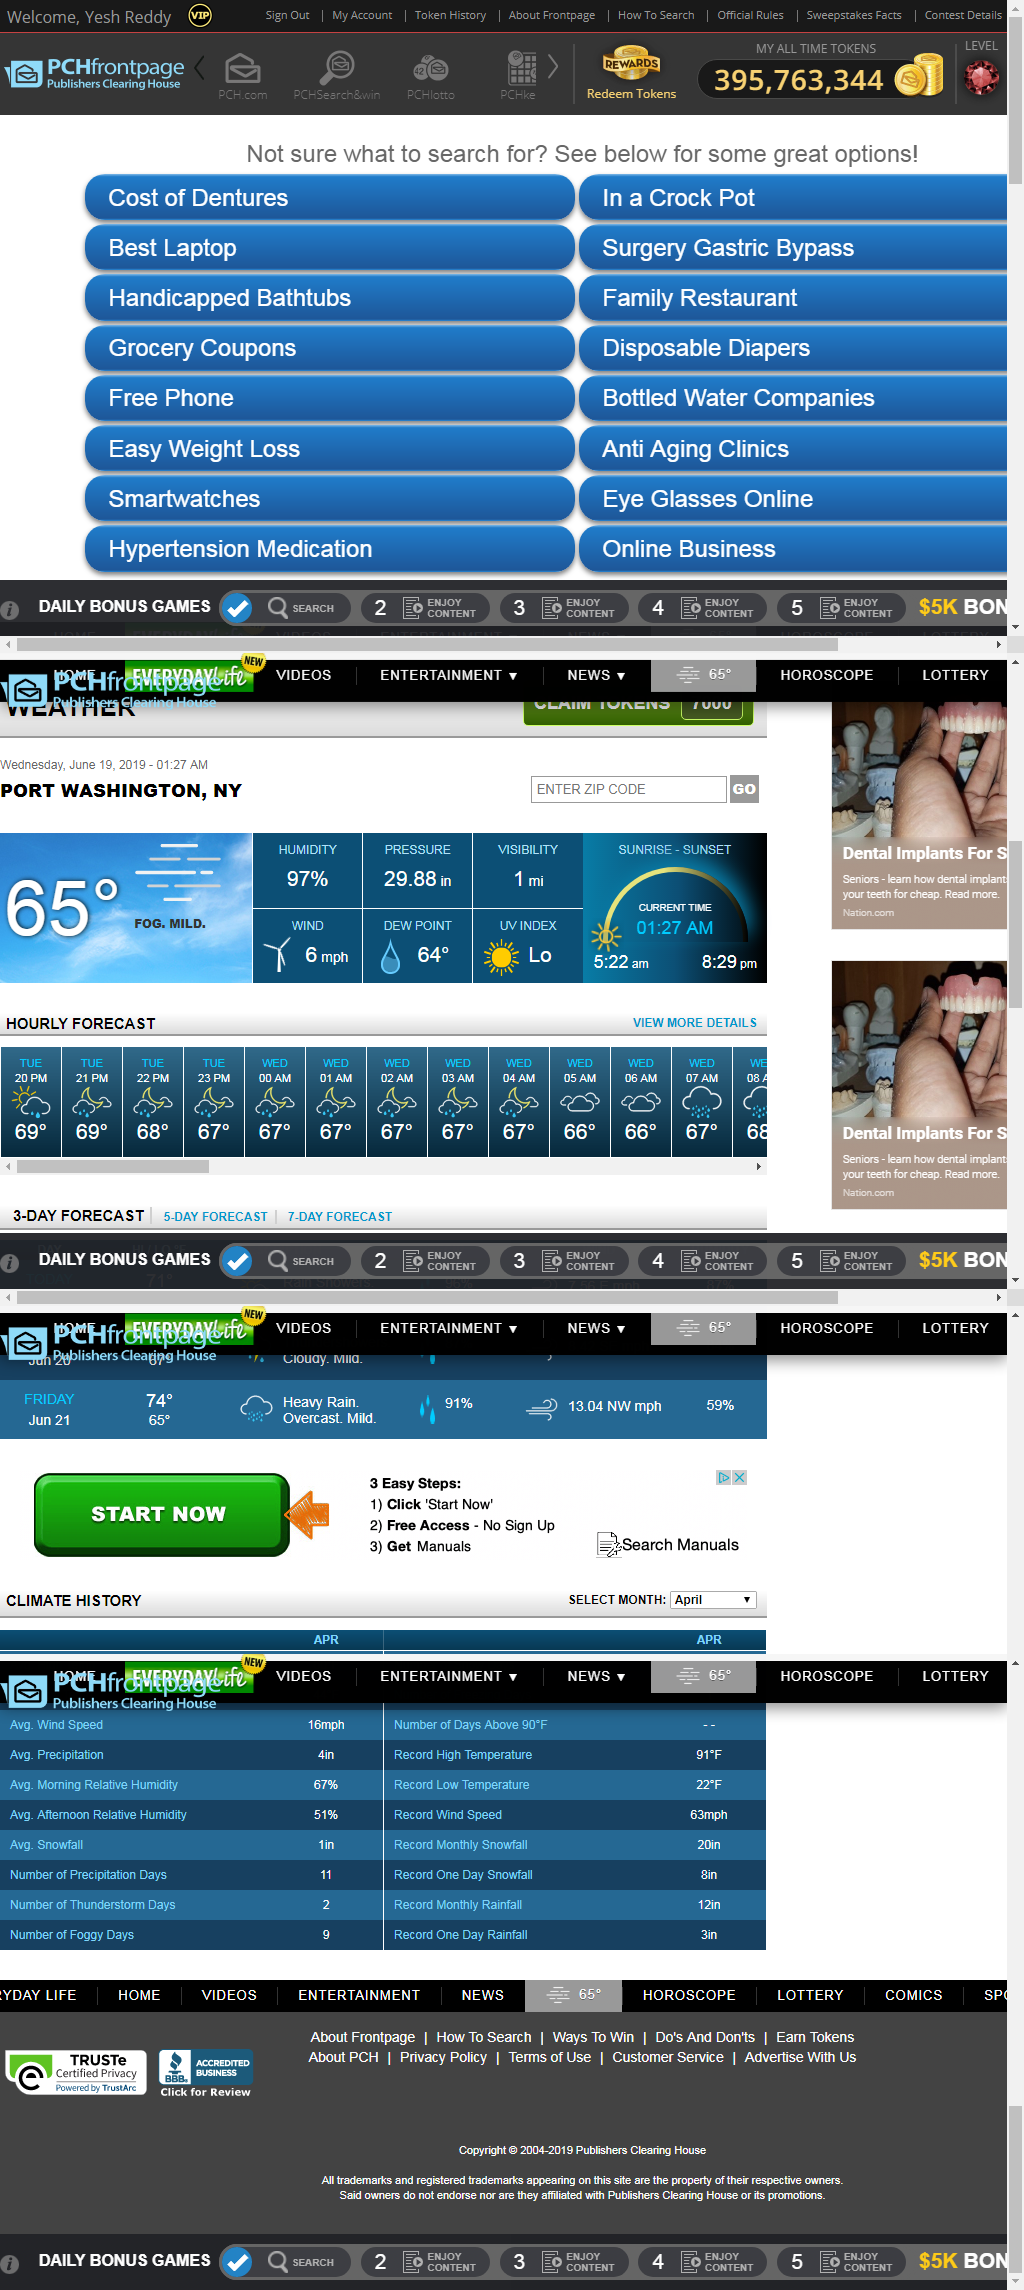 Welcome, Yesh Reddy VIP Sign Out | My Account | Token History | About Frontpage | How To Search | Official Rules | Sweepstakes Facts | Contest Details
PCHfrontpage
Publishers Clearing House
PCH.com PCHSearch&win PCHlotto PCHke
REWARDS
Redeem Tokens
MY ALL TIME TOKENS
395,763,344
LEVEL
Not sure what to search for? See below for some great options!
Cost of Dentures In a Crock Pot
Best Laptop Surgery Gastric Bypass
Handicapped Bathtubs Family Restaurant
Grocery Coupons Disposable Diapers
Free Phone Bottled Water Companies
Easy Weight Loss Anti Aging Clinics
Smartwatches Eye Glasses Online
Hypertension Medication Online Business
DAILY BONUS GAMES SEARCH 2 ENJOY CONTENT 3 ENJOY CONTENT 4 ENJOY CONTENT 5 ENJOY CONTENT $5K BON
HOME EVERYDAY life NEW VIDEOS ENTERTAINMENT ▼ NEWS ▼ 65° HOROSCOPE LOTTERY
PCHfrontpage
Publishers Clearing House
WEATHER CLAIM TOKENS 7000
Wednesday, June 19, 2019 - 01:27 AM
PORT WASHINGTON, NY
ENTER ZIP CODE GO
65°
FOG. MILD.
HUMIDITY PRESSURE VISIBILITY
97% 29.88 in 1 mi
WIND DEW POINT UV INDEX
6 mph 64° Lo
SUNRISE - SUNSET
CURRENT TIME
01:27 AM
5:22 am 8:29 pm
Dental Implants For S
Seniors - learn how dental implant
your teeth for cheap. Read more.
Nation.com
Dental Implants For S
Seniors - learn how dental implant
your teeth for cheap. Read more.
Nation.com
HOURLY FORECAST VIEW MORE DETAILS
TUE TUE TUE TUE WED WED WED WED WED WED WED WED WE
20 PM 21 PM 22 PM 23 PM 00 AM 01 AM 02 AM 03 AM 04 AM 05 AM 06 AM 07 AM 08 A
69° 69° 68° 67° 67° 67° 67° 67° 67° 66° 66° 67° 68
3-DAY FORECAST | 5-DAY FORECAST | 7-DAY FORECAST
DAILY BONUS GAMES SEARCH 2 ENJOY CONTENT 3 ENJOY CONTENT 4 ENJOY CONTENT 5 ENJOY CONTENT $5K BON
HOME EVERYDAY life NEW VIDEOS ENTERTAINMENT ▼ NEWS ▼ 65° HOROSCOPE LOTTERY
PCHfrontpage
Publishers Clearing House
Jun 20 67° Cloudy. Mild.
FRIDAY 74° Heavy Rain. 91% 13.04 NW mph 59%
Jun 21 65° Overcast. Mild.
START NOW
3 Easy Steps:
1) Click 'Start Now'
2) Free Access - No Sign Up
3) Get Manuals
Search Manuals
CLIMATE HISTORY SELECT MONTH: April
APR APR
HOME EVERYDAY life NEW VIDEOS ENTERTAINMENT ▼ NEWS ▼ 65° HOROSCOPE LOTTERY
PCHfrontpage
Publishers Clearing House
Avg. Wind Speed 16mph Number of Days Above 90°F - -
Avg. Precipitation 4in Record High Temperature 91°F
Avg. Morning Relative Humidity 67% Record Low Temperature 22°F
Avg. Afternoon Relative Humidity 51% Record Wind Speed 63mph
Avg. Snowfall 1in Record Monthly Snowfall 20in
Number of Precipitation Days 11 Record One Day Snowfall 8in
Number of Thunderstorm Days 2 Record Monthly Rainfall 12in
Number of Foggy Days 9 Record One Day Rainfall 3in
RYDAY LIFE HOME VIDEOS ENTERTAINMENT NEWS 65° HOROSCOPE LOTTERY COMICS SPO
About Frontpage | How To Search | Ways To Win | Do's And Don'ts | Earn Tokens
About PCH | Privacy Policy | Terms of Use | Customer Service | Advertise With Us
TRUSTe
Certified Privacy
Powered by TrustArc
BBB. ACCREDITED BUSINESS
Click for Review
Copyright © 2004-2019 Publishers Clearing House
All trademarks and registered trademarks appearing on this site are the property of their respective owners.
Said owners do not endorse nor are they affiliated with Publishers Clearing House or its promotions.
DAILY BONUS GAMES SEARCH 2 ENJOY CONTENT 3 ENJOY CONTENT 4 ENJOY CONTENT 5 ENJOY CONTENT $5K BON